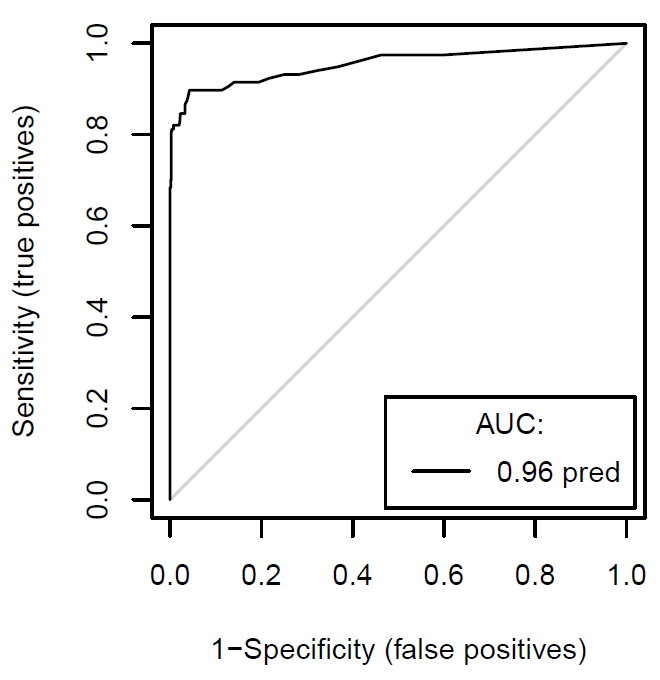 Sensitivity (true positives)
1.0
0.8
0.6
0.4
0.2
0.0
AUC:
0.96 pred
0.0 0.2 0.4 0.6 0.8 1.0
1−Specificity (false positives)